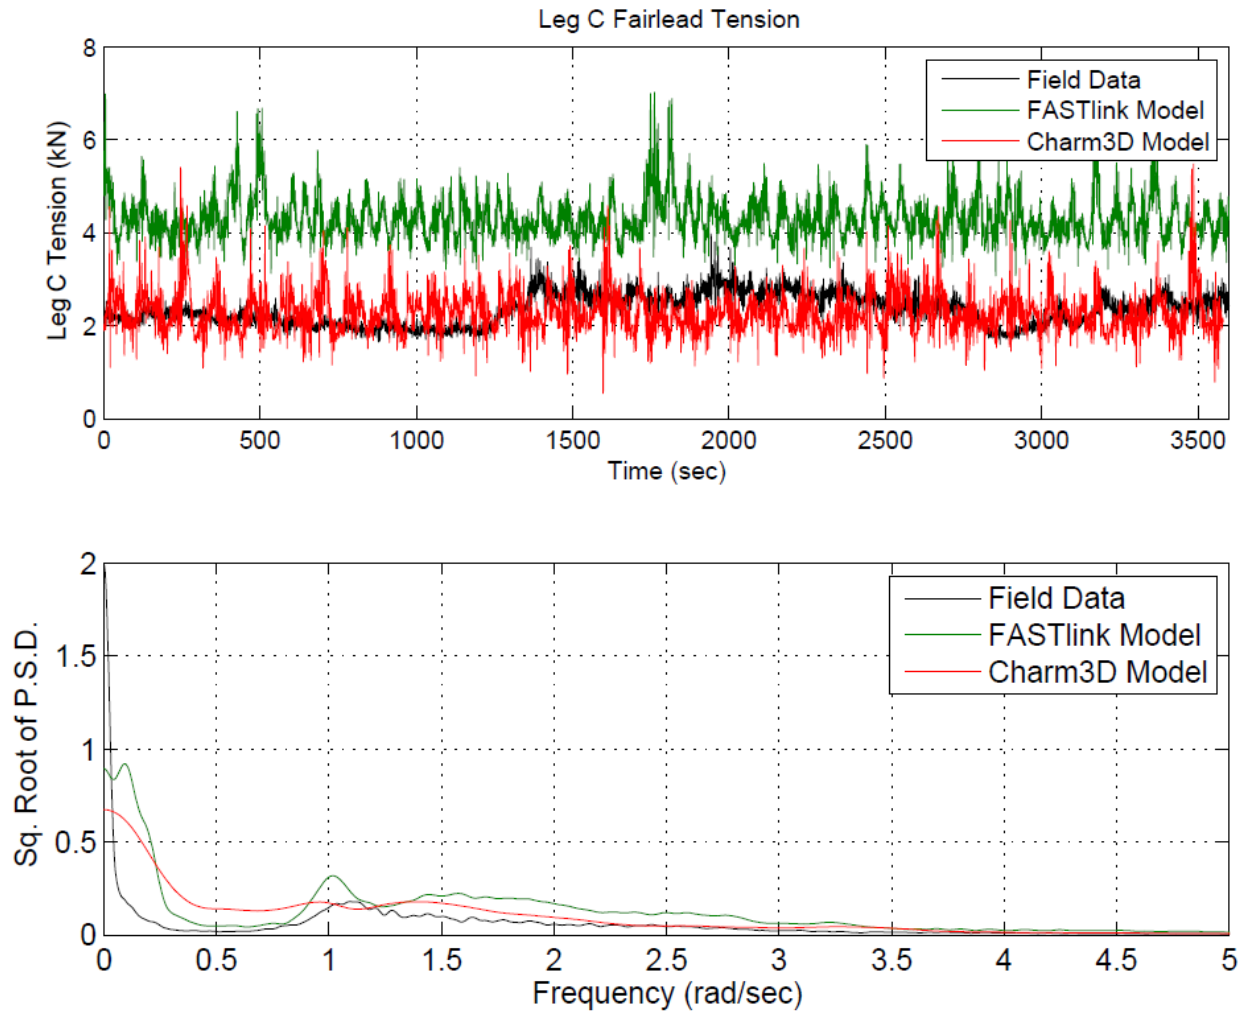 Leg C Fairlead Tension
8
6
4
2
0
Leg C Tension (kN)
Field Data
FASTlink Model
Charm3D Model
0 500 1000 1500 2000 2500 3000 3500
Time (sec)
2
1.5
1
0.5
0
Sq. Root of P.S.D.
Field Data
FASTlink Model
Charm3D Model
0 0.5 1 1.5 2 2.5 3 3.5 4 4.5 5
Frequency (rad/sec)